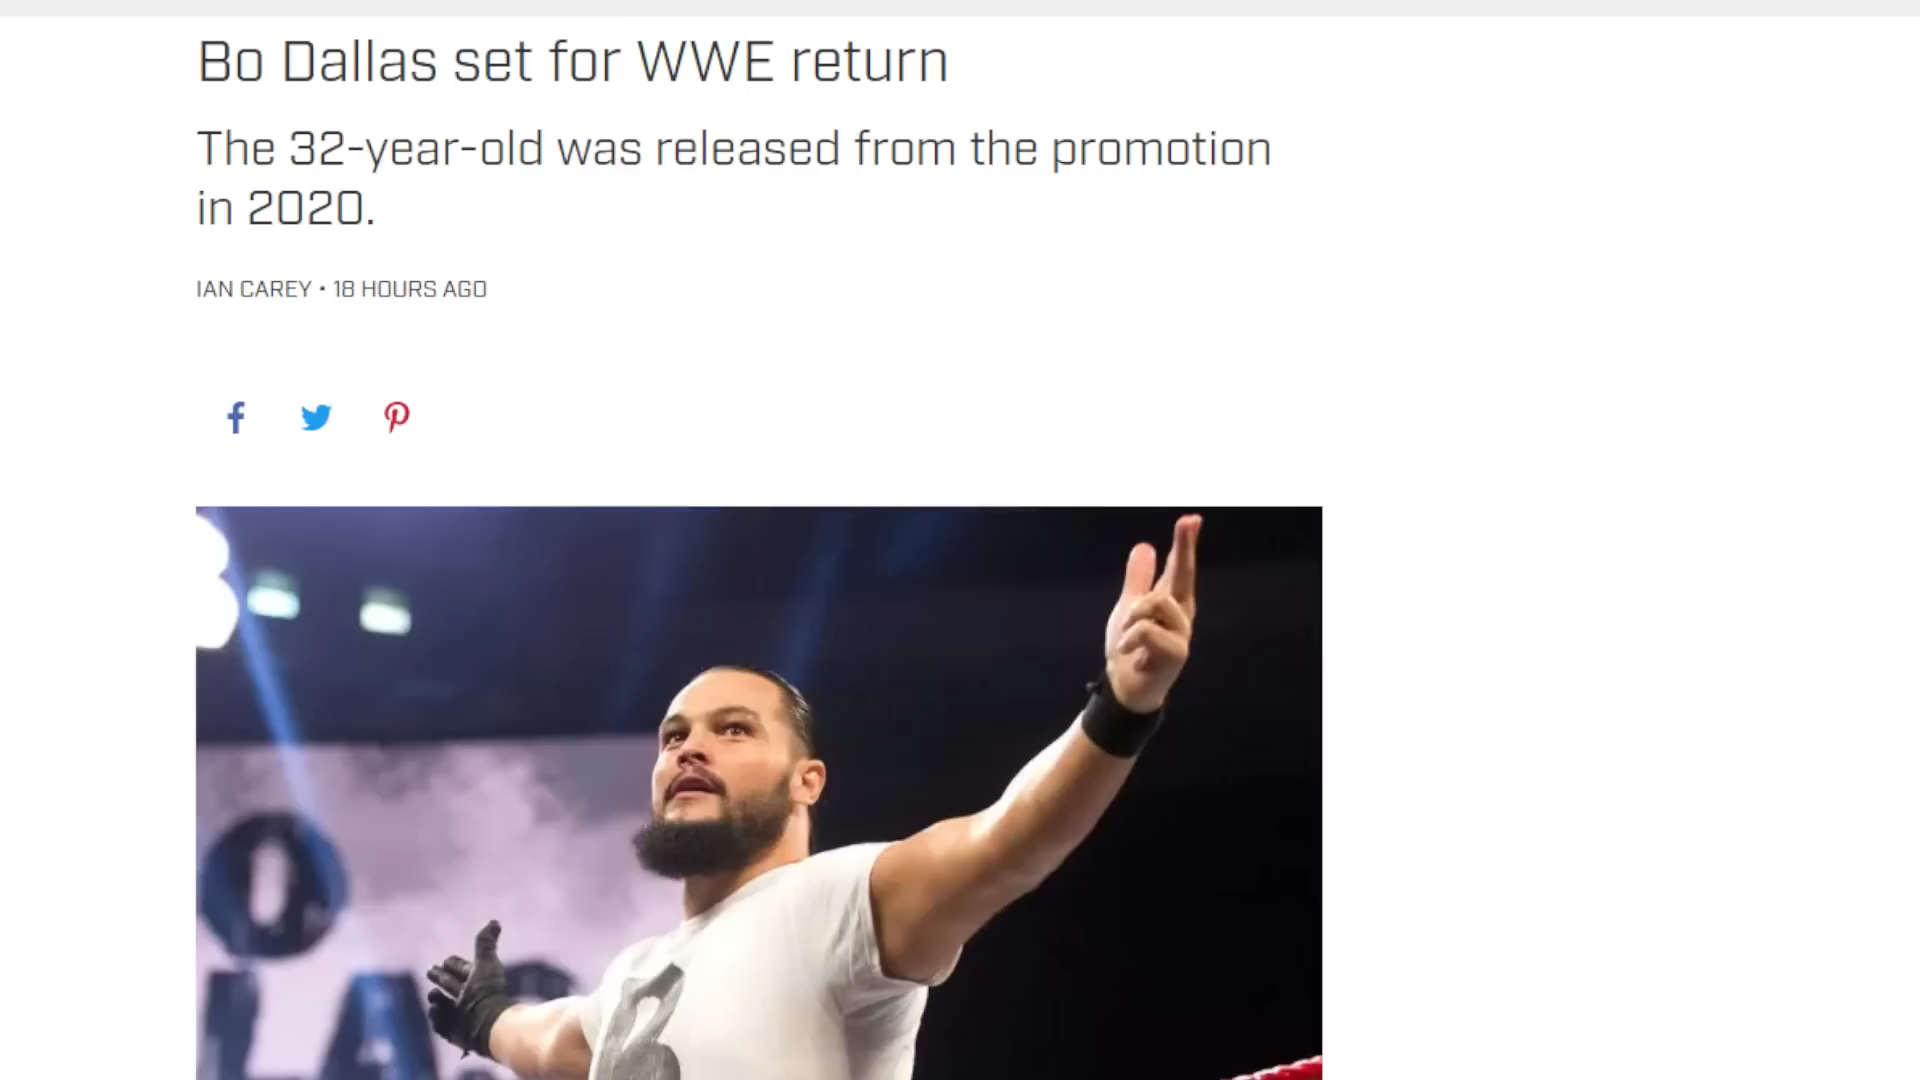 Bo Dallas set for WWE return
The 32-year-old was released from the promotion
in 2020.
IAN CAREY • 18 HOURS AGO